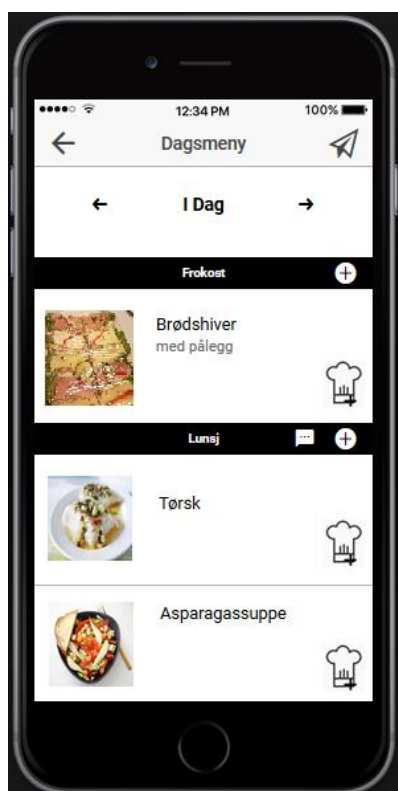 12:34 PM
100%
Dagsmeny
I Dag
Frokost
Brødshiver
med pålegg
Lunsj
Tørsk
Asparagassuppe